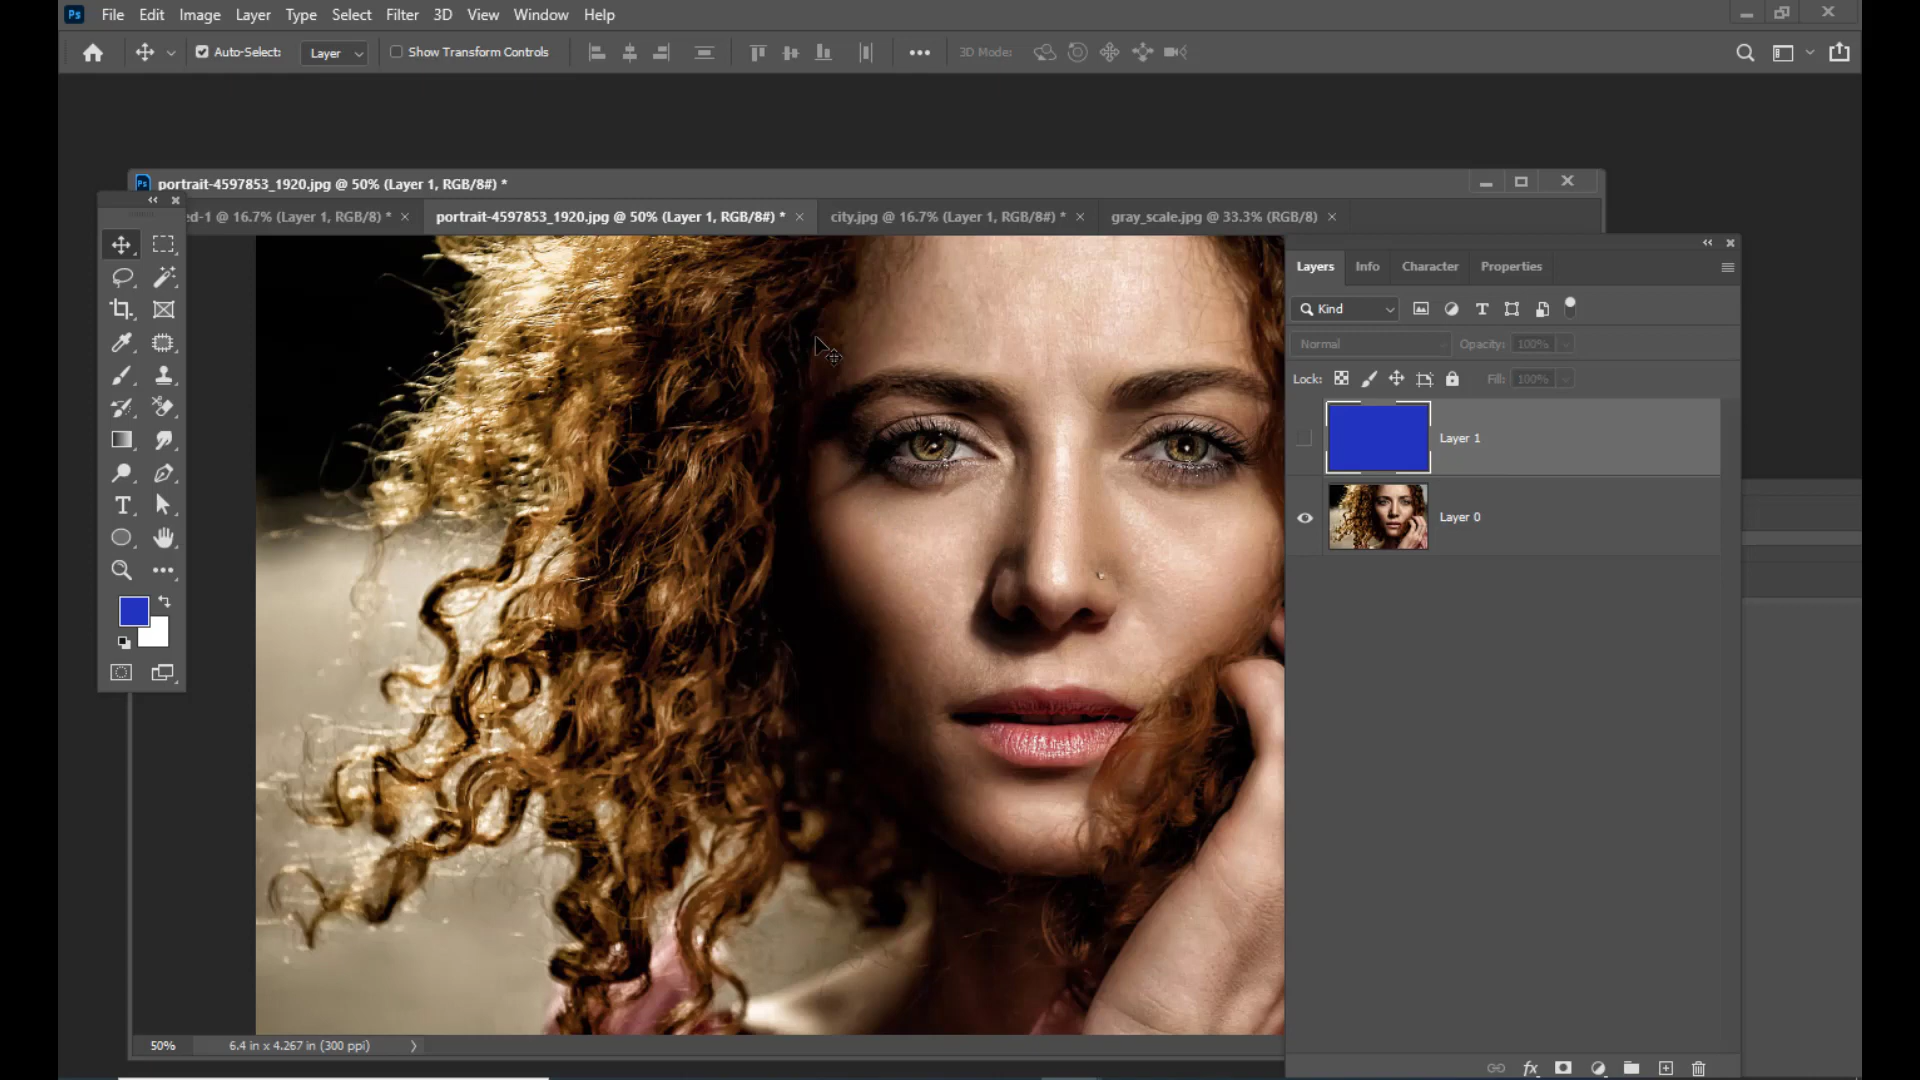 Ps File Edit Image Layer Type Select Filter 3D View Window Help
Auto-Select: Layer Show Transform Controls 3D Mode:
Ps portrait-4597853_1920.jpg @ 50% (Layer 1, RGB/8#) *
ed-1 @ 16.7% (Layer 1, RGB/8) * portrait-4597853_1920.jpg @ 50% (Layer 1, RGB/8#) * city.jpg @ 16.7% (Layer 1, RGB/8#) * gray_scale.jpg @ 33.3% (RGB/8)
Layers Info Character Properties
Kind
Normal Opacity: 100%
Lock: Fill: 100%
Layer 1
Layer 0
50% 6.4 in x 4.267 in (300 ppi)
fx